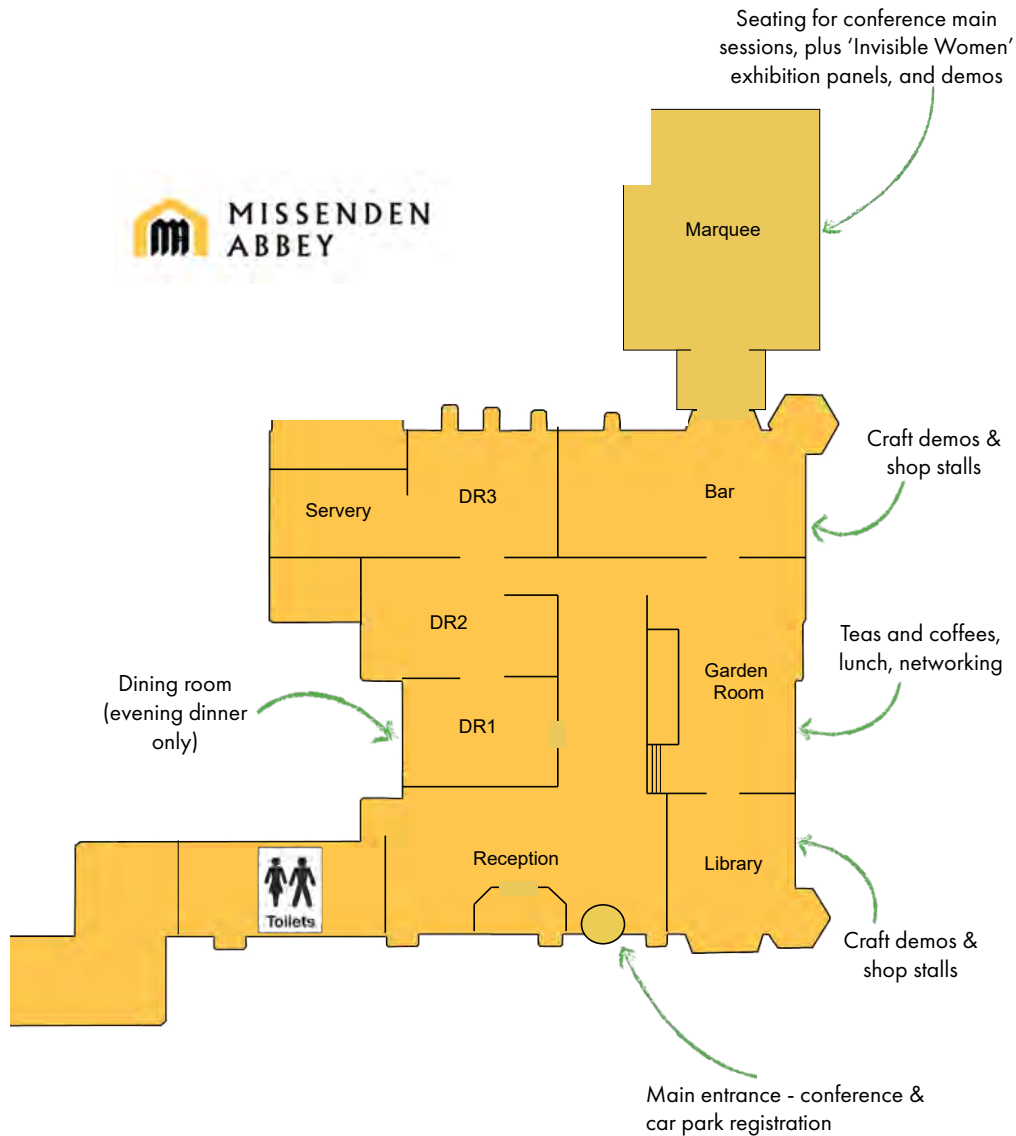 Seating for conference main
sessions, plus ‘Invisible Women’
exhibition panels, and demos
MISSENDEN
ABBEY
Marquee
Craft demos &
shop stalls
Servery
DR3
Bar
DR2
Teas and coffees,
lunch, networking
Garden
Room
Dining room
(evening dinner
only)
DR1
Reception
Library
Toilets
Craft demos &
shop stalls
Main entrance - conference &
car park registration